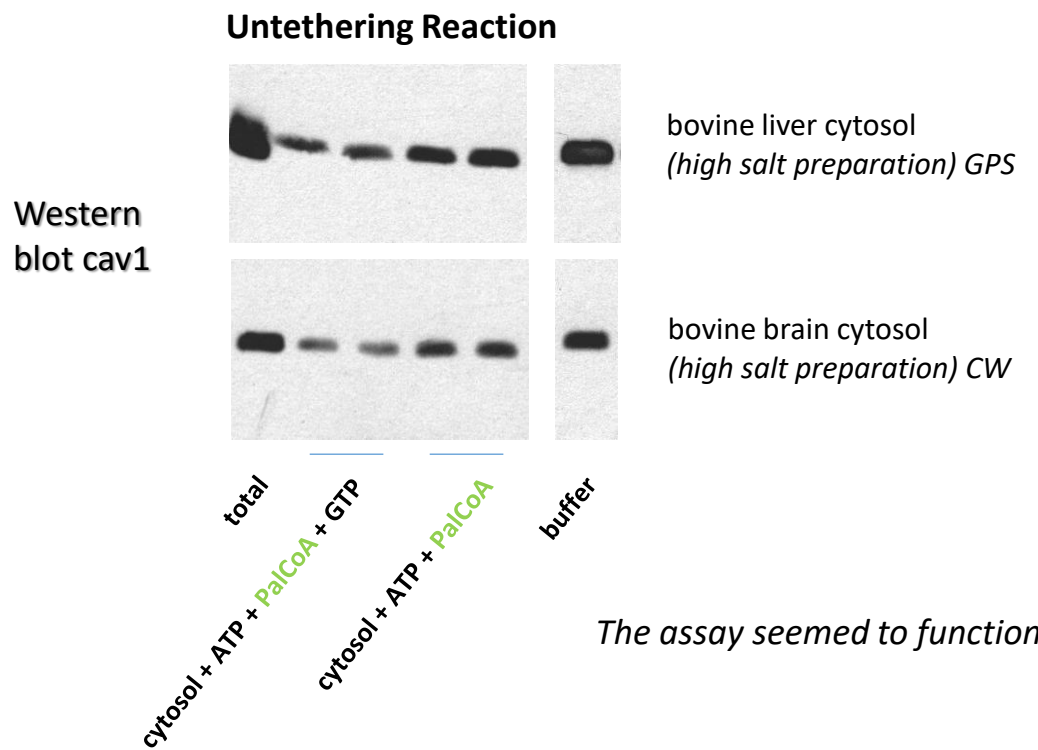 Untethering Reaction
Western
blot cav1
bovine liver cytosol
(high salt preparation) GPS
bovine brain cytosol
(high salt preparation) CW
total
cytosol + ATP + PalCoA + GTP
cytosol + ATP + PalCoA
buffer
The assay seemed to function